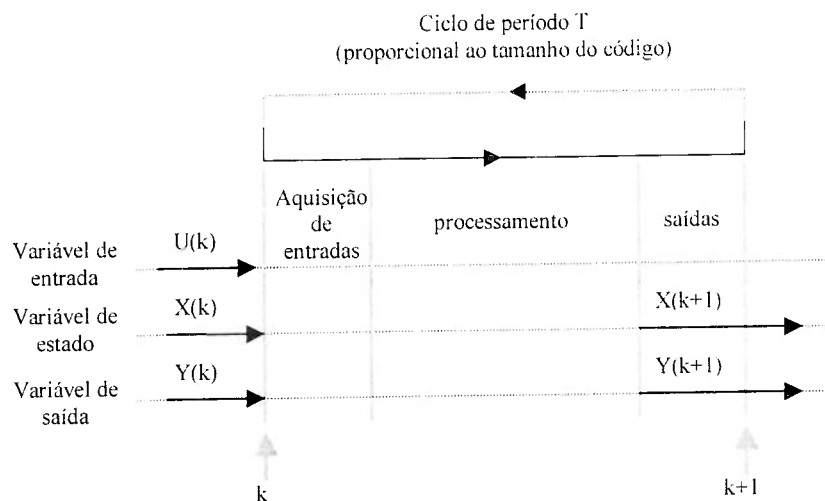 Ciclo de período T
(proporcional ao tamanho do código)
Aquisição
de
entradas
processamento
saídas
Variável de
entrada
U(k)
Variável de
estado
X(k)
X(k+1)
Variável de
saída
Y(k)
Y(k+1)
k
k+1